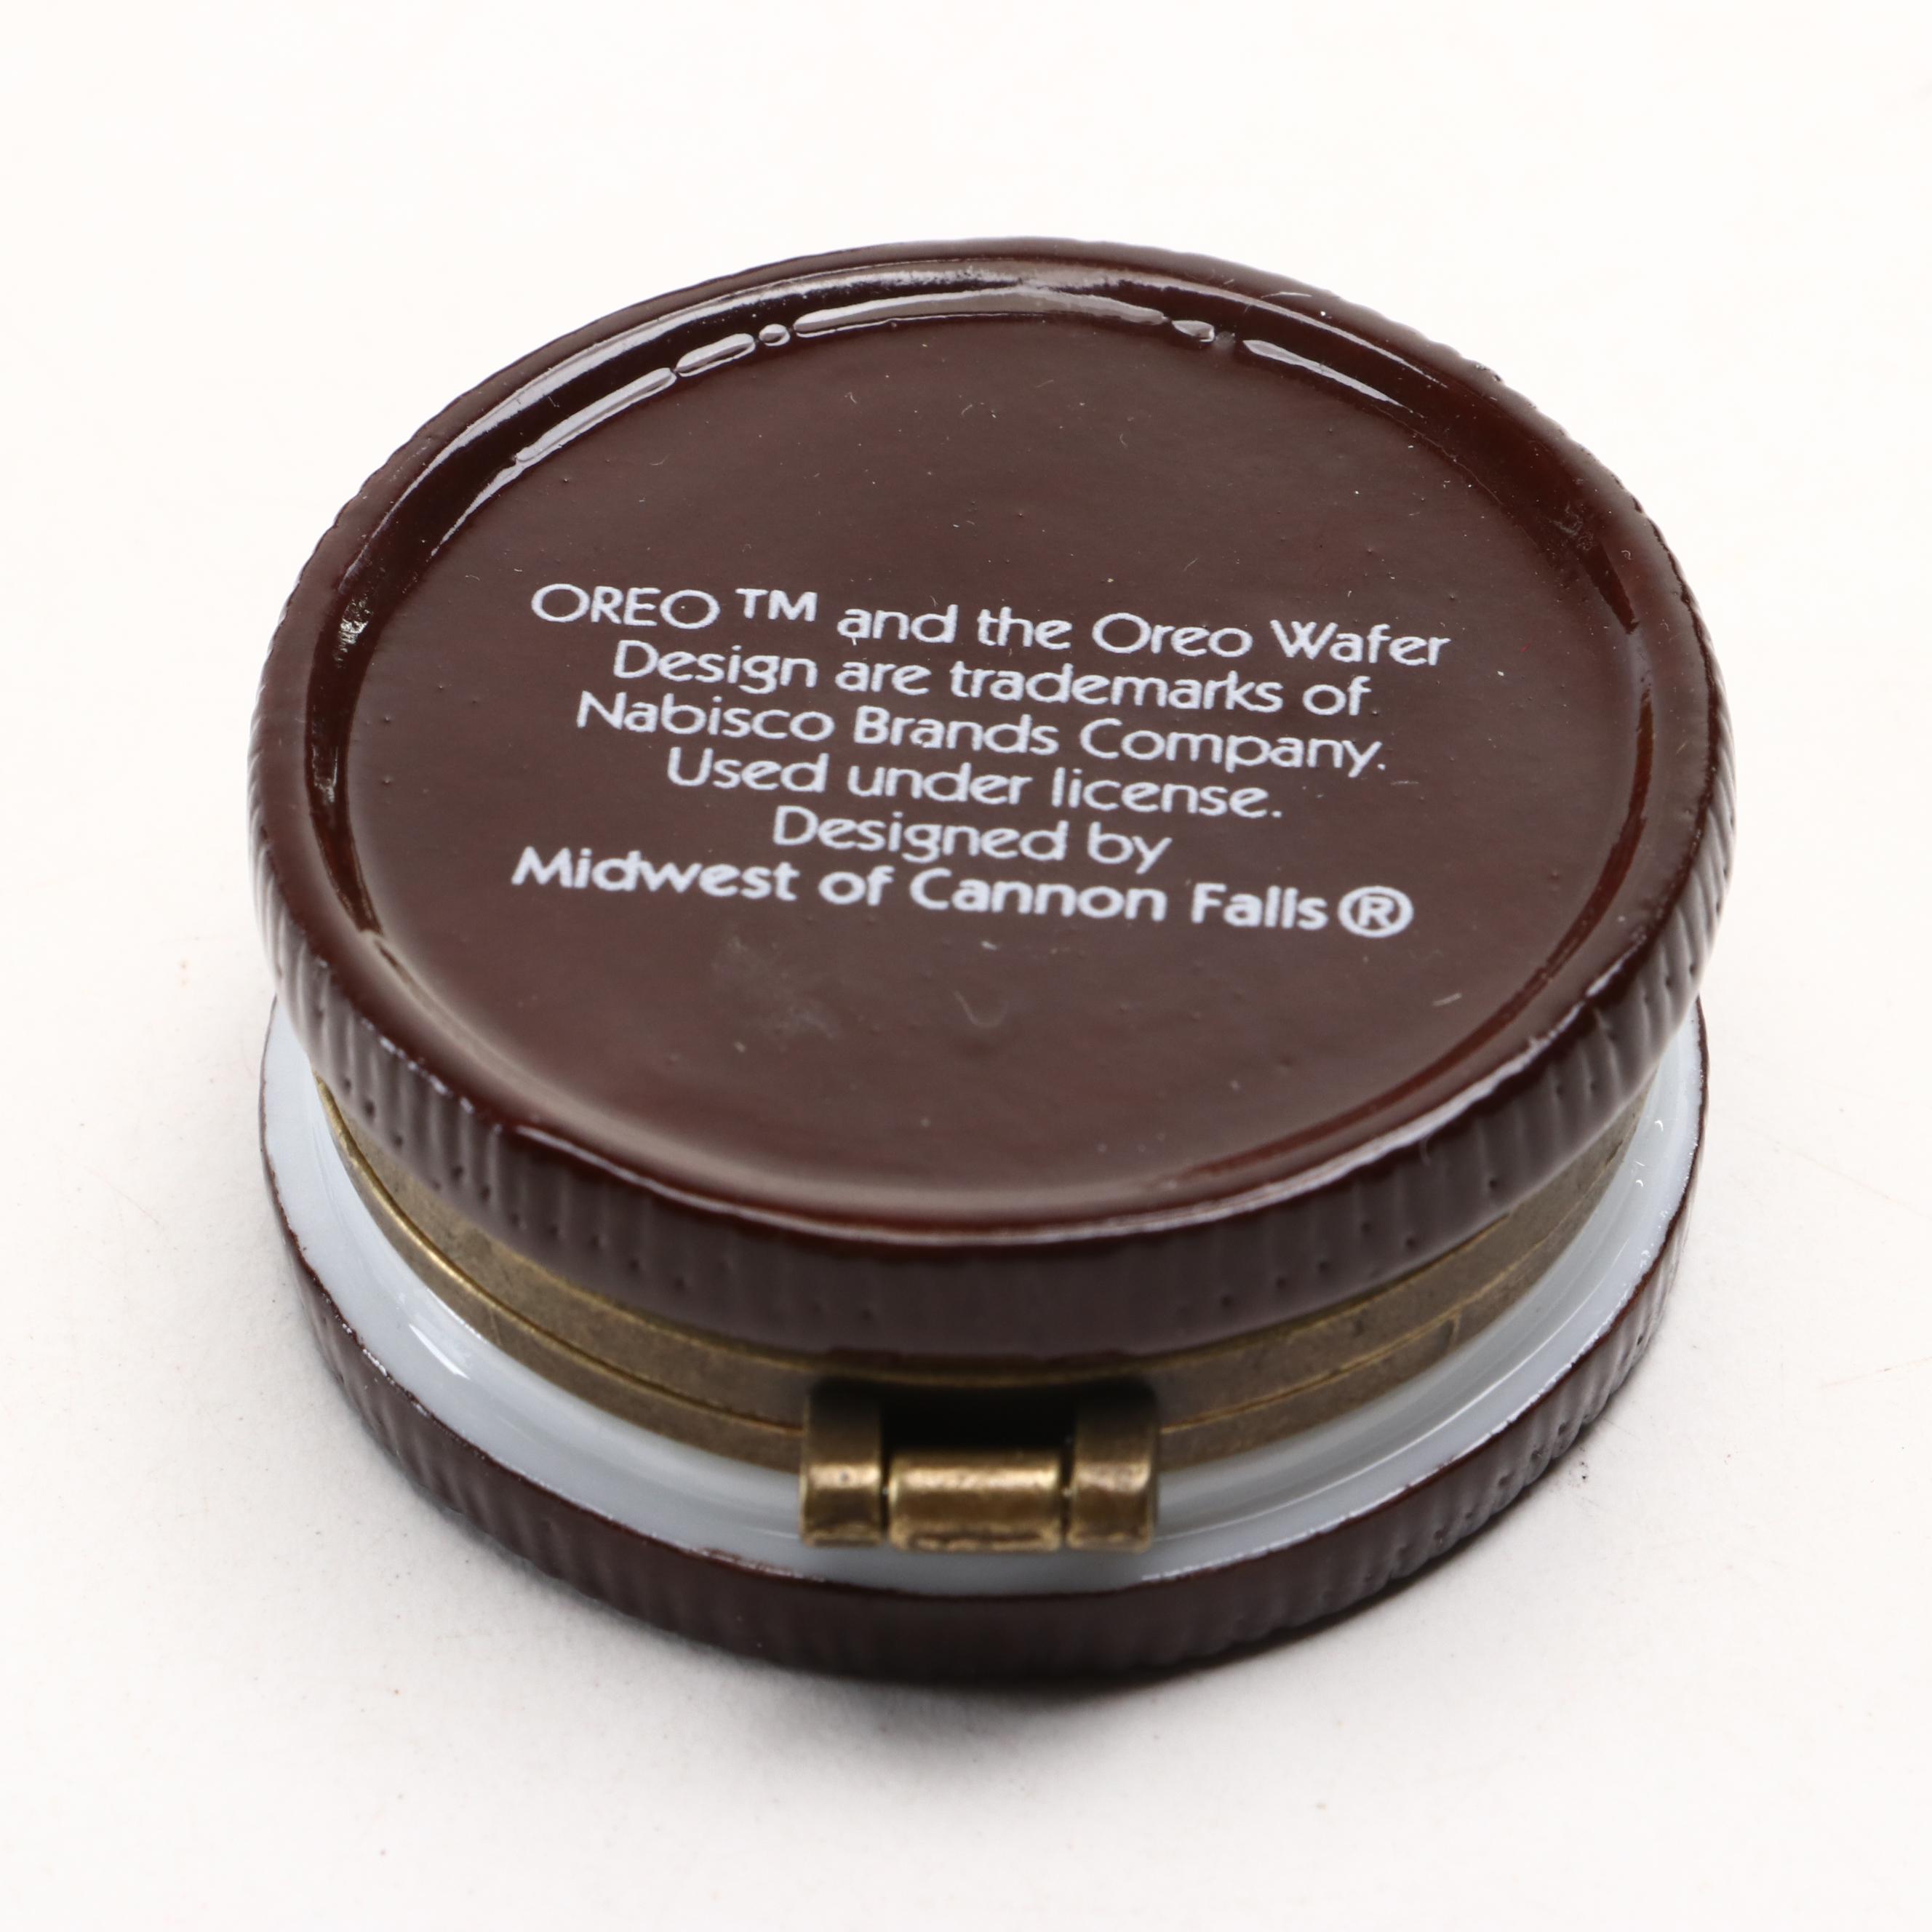 OREO ™ and the Oreo Wafer
Design are trademarks of
Nabisco Brands Company.
Used under license.
Designed by
Midwest of Cannon Falls®